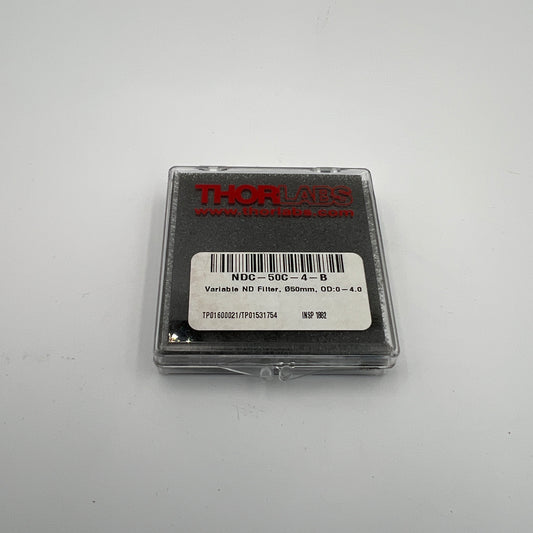 THORLABS
www.thorlabs.com
NDC-50C-4-B
Variable ND Filter, Ø50mm, OD:0-4.0
TP01600021/TP01531754 INSP 1982